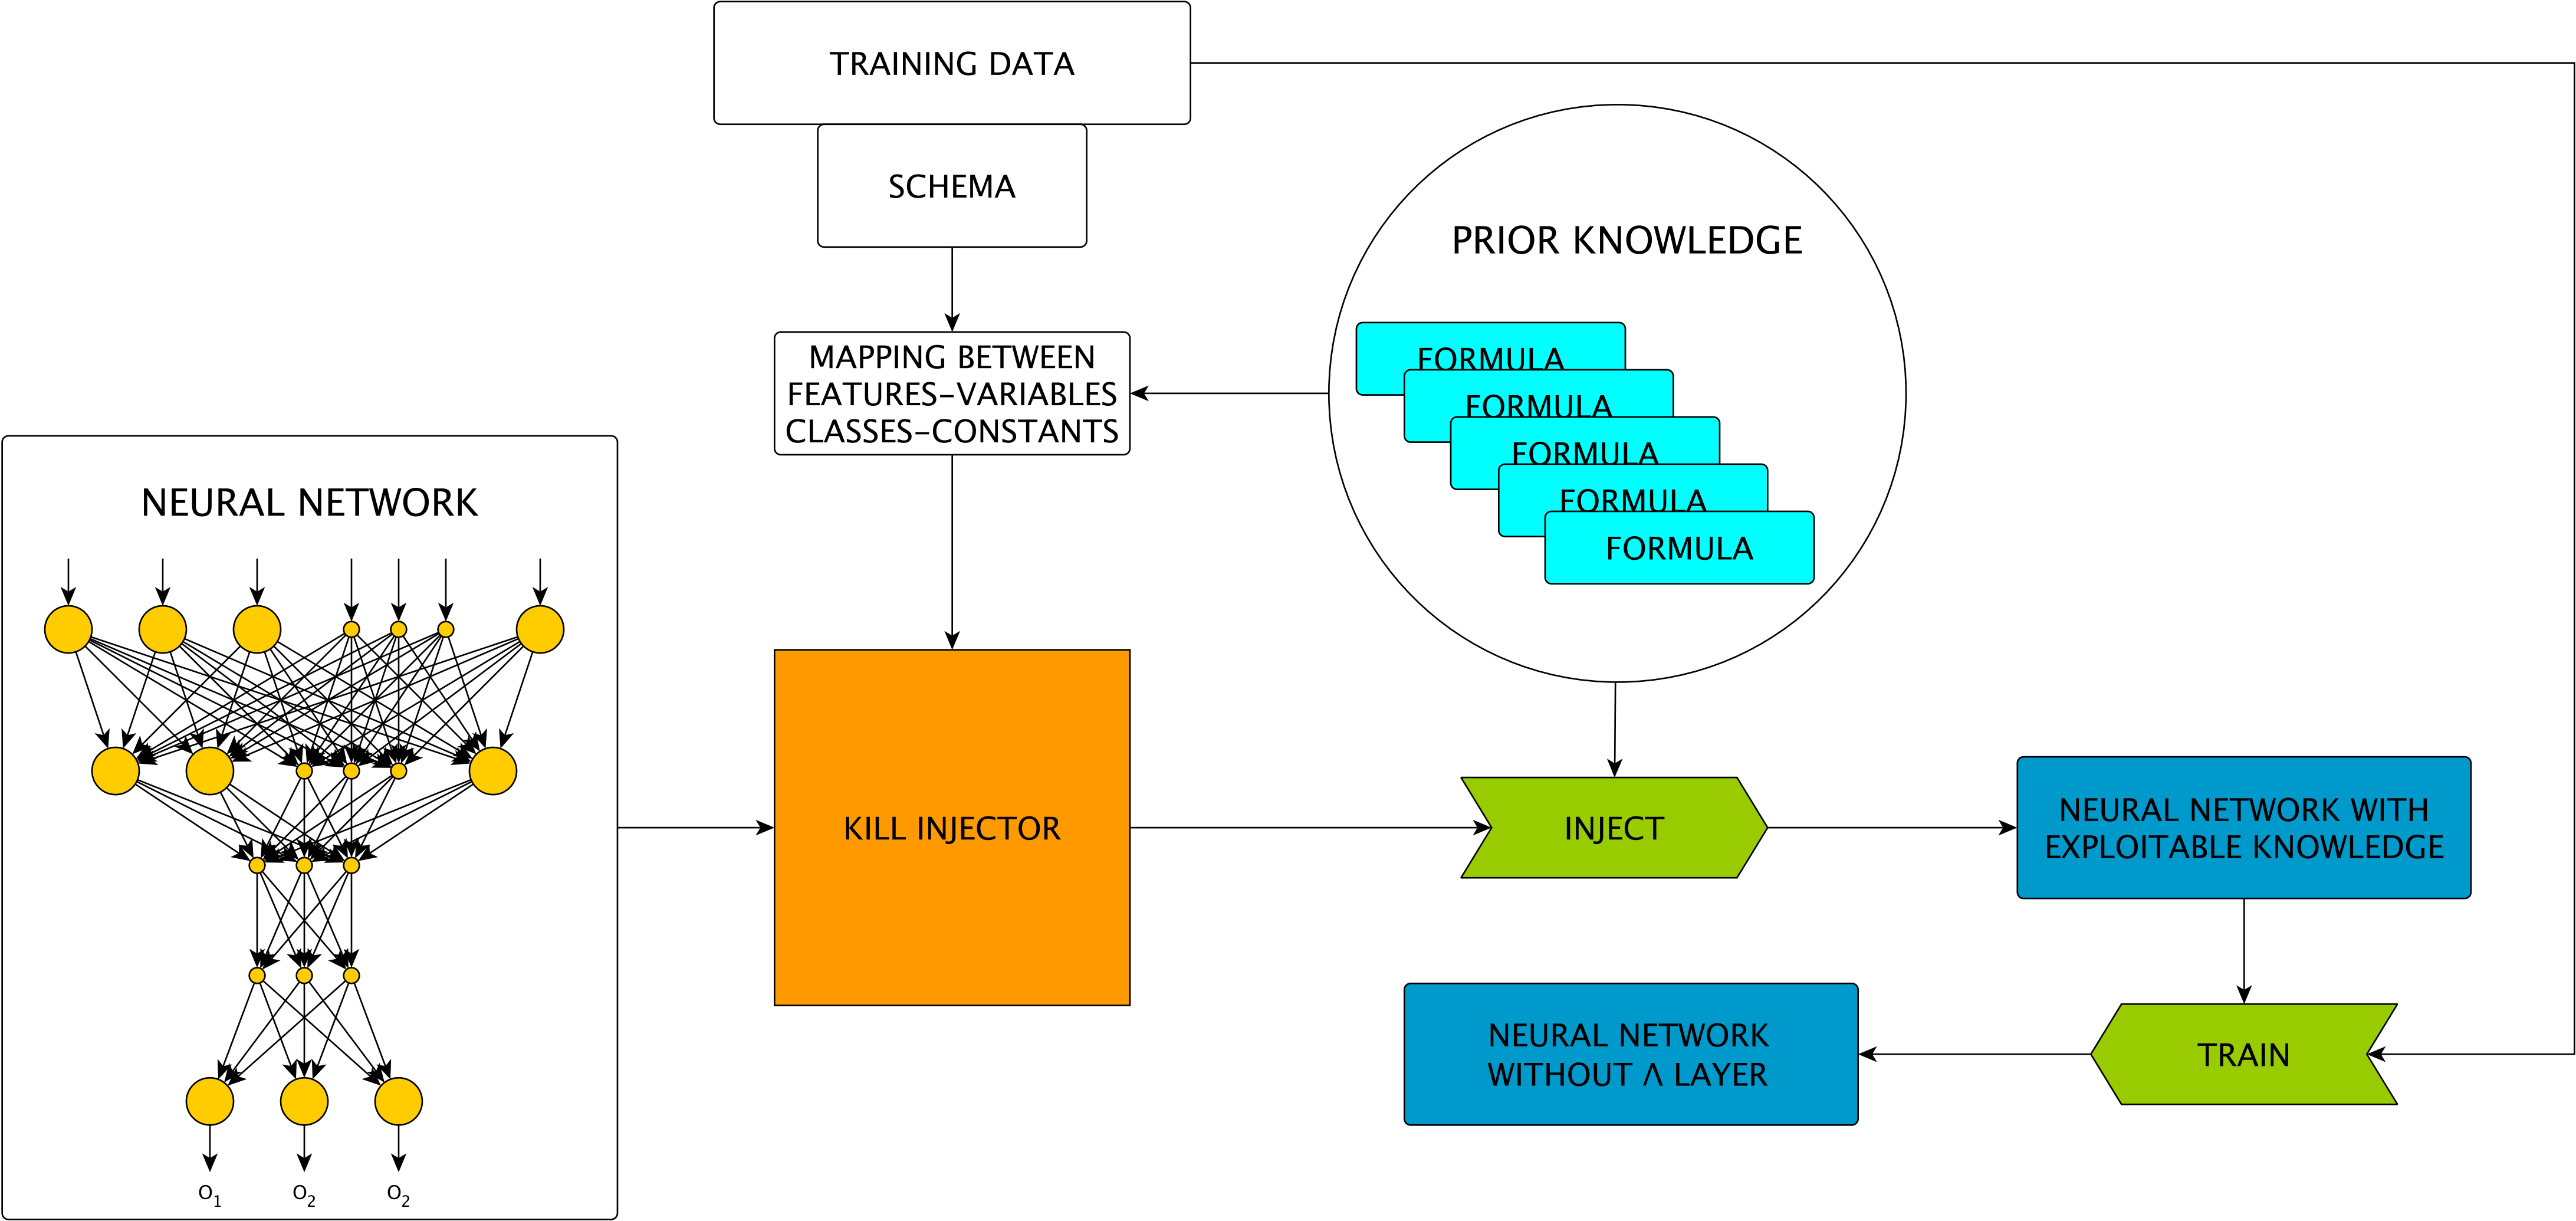 TRAINING DATA
SCHEMA
PRIOR KNOWLEDGE
MAPPING BETWEEN
FEATURES-VARIABLES
CLASSES-CONSTANTS
FORMULA
FORMULA
FORMULA
FORMULA
FORMULA
NEURAL NETWORK
KILL INJECTOR
INJECT
NEURAL NETWORK WITH
EXPLOITABLE KNOWLEDGE
NEURAL NETWORK
WITHOUT Λ LAYER
TRAIN
O₁ O₂ O₂